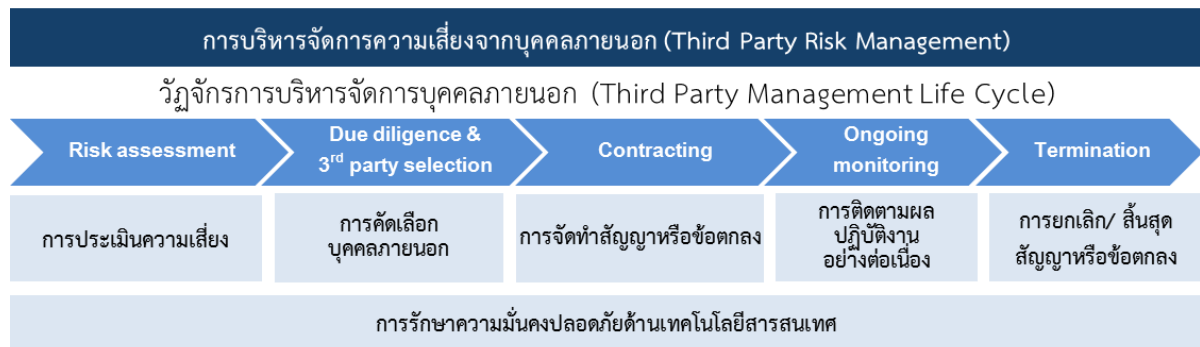 การบริหารจัดการความเสี่ยงจากบุคคลภายนอก (Third Party Risk Management)
วัฏจักรการบริหารจัดการบุคคลภายนอก (Third Party Management Life Cycle)
Risk assessment
Due diligence &
3rd party selection
Contracting
Ongoing
monitoring
Termination
การประเมินความเสี่ยง
การคัดเลือก
บุคคลภายนอก
การจัดทำสัญญาหรือข้อตกลง
การติดตามผล
ปฏิบัติงาน
อย่างต่อเนื่อง
การยกเลิก/ สิ้นสุด
สัญญาหรือข้อตกลง
การรักษาความมั่นคงปลอดภัยด้านเทคโนโลยีสารสนเทศ